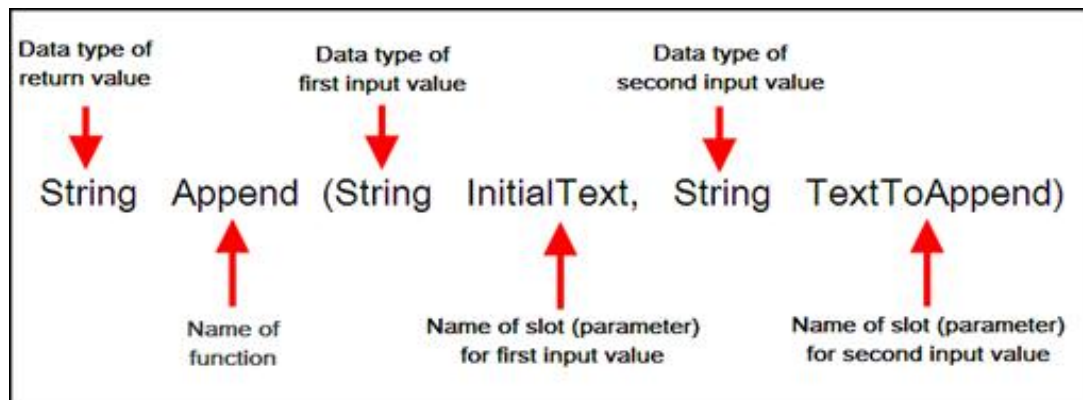 Data type of
return value
Data type of
first input value
Data type of
second input value
String Append (String InitialText, String TextToAppend)
Name of
function
Name of slot (parameter)
for first input value
Name of slot (parameter)
for second input value